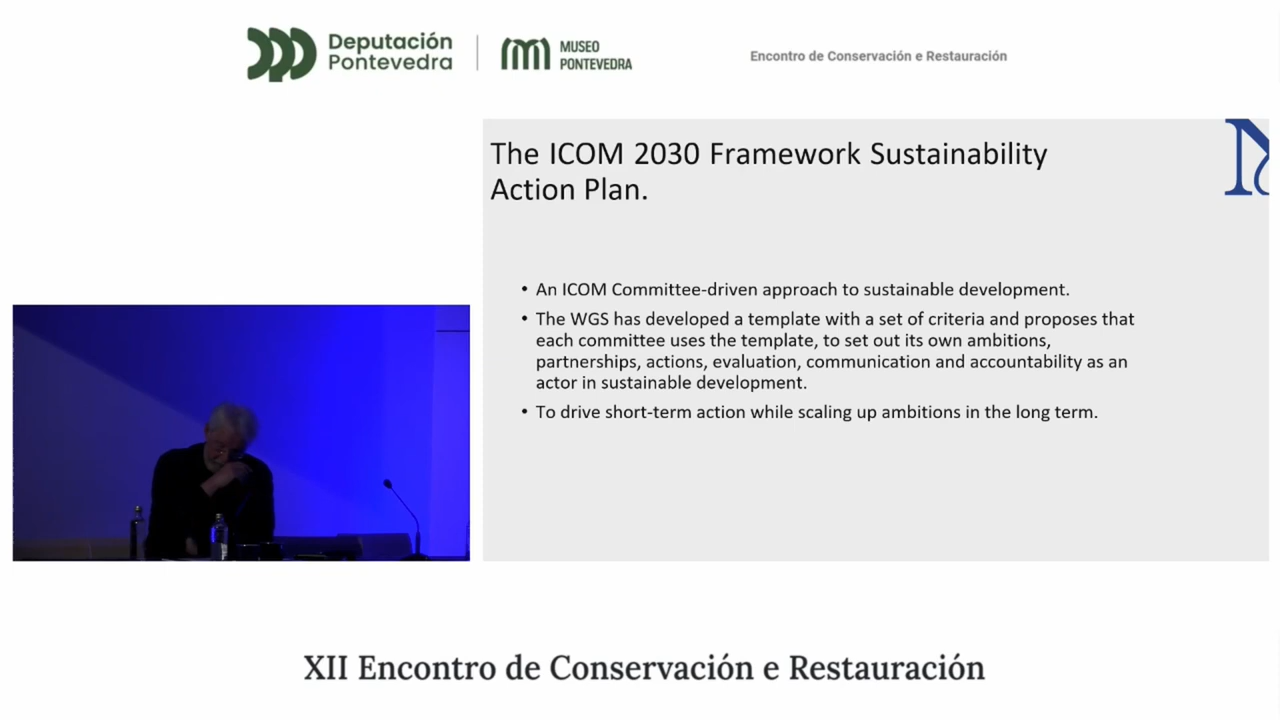 Deputación
Pontevedra
MUSEO
PONTEVEDRA
Encontro de Conservación e Restauración
The ICOM 2030 Framework Sustainability
Action Plan.
• An ICOM Committee-driven approach to sustainable development.
• The WGS has developed a template with a set of criteria and proposes that
each committee uses the template, to set out its own ambitions,
partnerships, actions, evaluation, communication and accountability as an
actor in sustainable development.
• To drive short-term action while scaling up ambitions in the long term.
XII Encontro de Conservación e Restauración